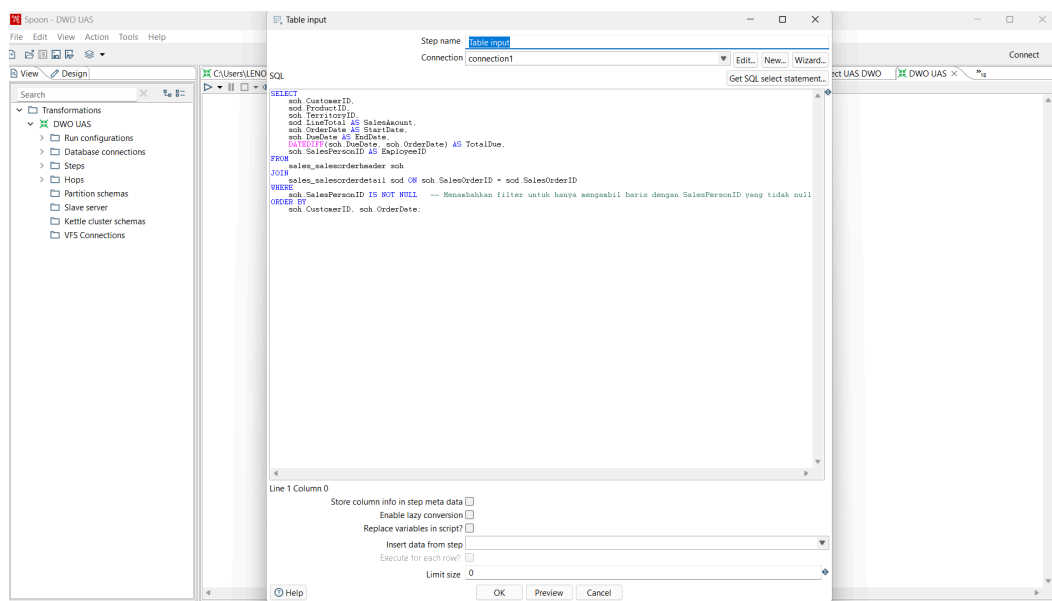 Spoon - DWO UAS
Table input
File Edit View Action Tools Help
Connect
View
Design
C:\Users\LENO
ect UAS DWO
DWO UAS
»18
Search
Transformations
DWO UAS
Run configurations
Database connections
Steps
Hops
Partition schemas
Slave server
Kettle cluster schemas
VFS Connections
Step name Table input
Connection connection1 Edit... New... Wizard...
SQL Get SQL select statement...
SELECT
soh.CustomerID,
sod.ProductID,
soh.TerritoryID,
sod.LineTotal AS SalesAmount,
soh.OrderDate AS StartDate,
soh.DueDate AS EndDate,
DATEDIFF(soh.DueDate, soh.OrderDate) AS TotalDue,
soh.SalesPersonID AS EmployeeID
FROM
sales_salesorderheader soh
JOIN
sales_salesorderdetail sod ON soh.SalesOrderID = sod.SalesOrderID
WHERE
soh.SalesPersonID IS NOT NULL -- Menambahkan filter untuk hanya mengambil baris dengan SalesPersonID yang tidak null
ORDER BY
soh.CustomerID, soh.OrderDate;
Line 1 Column 0
Store column info in step meta data
Enable lazy conversion
Replace variables in script?
Insert data from step
Execute for each row?
Limit size 0
Help OK Preview Cancel